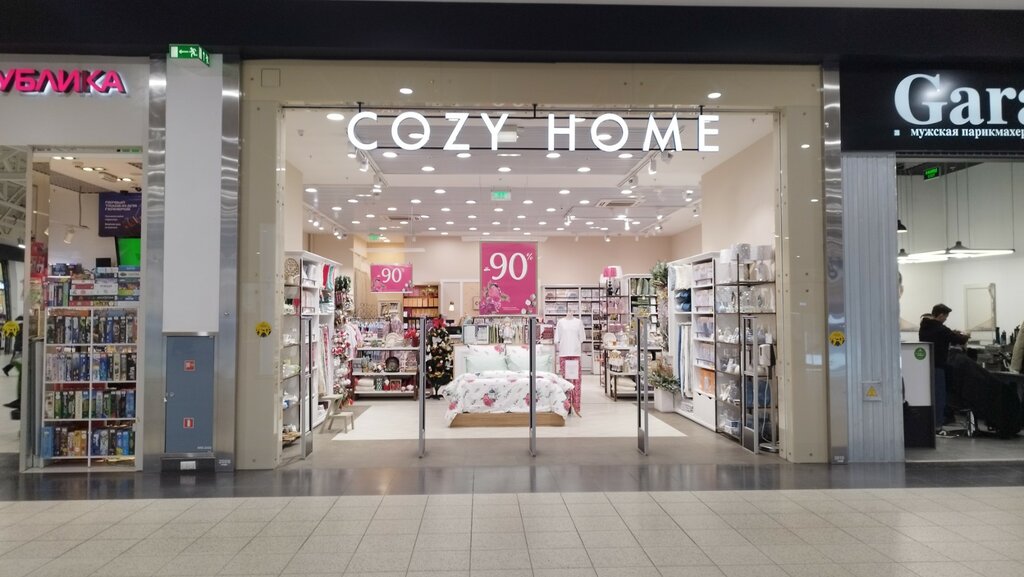 УБЛИКА
COZY HOME
Gara
мужская парикмахер
-90
-90%